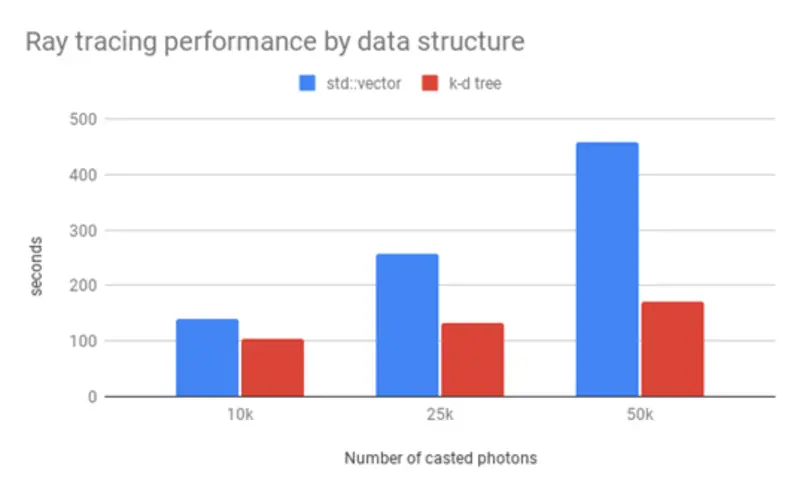 Ray tracing performance by data structure
std::vector k-d tree
500
400
300
200
100
0
seconds
10k 25k 50k
Number of casted photons